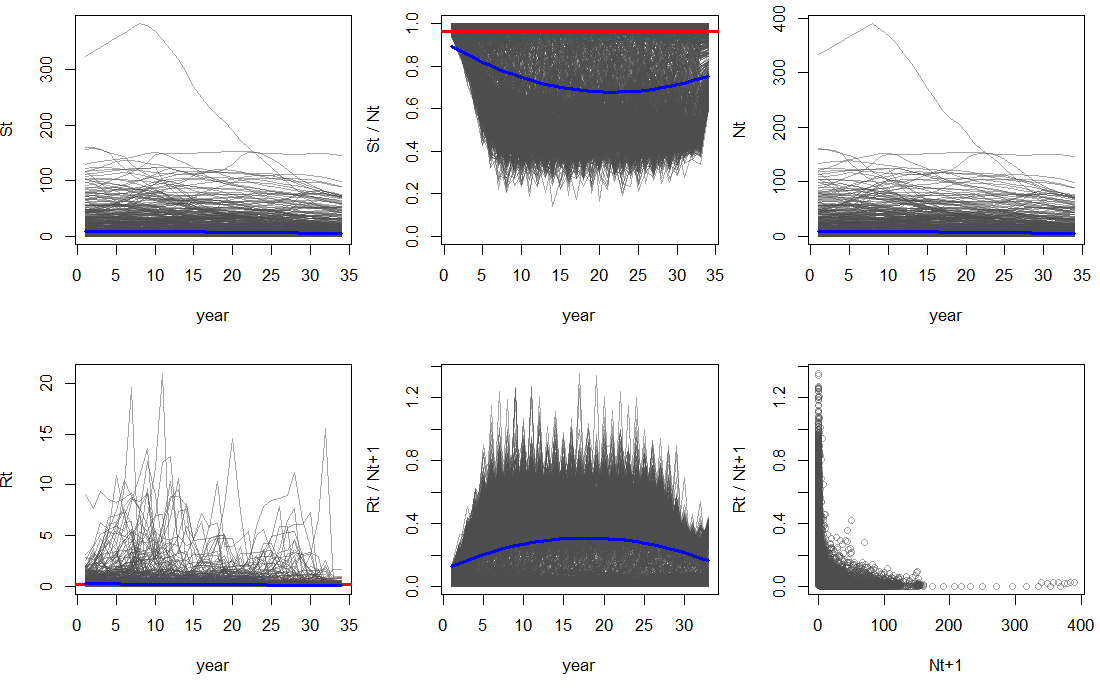 St
0 100 200 300
0 5 10 15 20 25 30 35
year
St / Nt
0.0 0.2 0.4 0.6 0.8 1.0
0 5 10 15 20 25 30 35
year
Nt
0 100 200 300 400
0 5 10 15 20 25 30 35
year
Rt
0 5 10 15 20
0 5 10 15 20 25 30 35
year
Rt / Nt+1
0.0 0.4 0.8 1.2
0 5 10 15 20 25 30
year
Rt / Nt+1
0.0 0.4 0.8 1.2
0 100 200 300 400
Nt+1